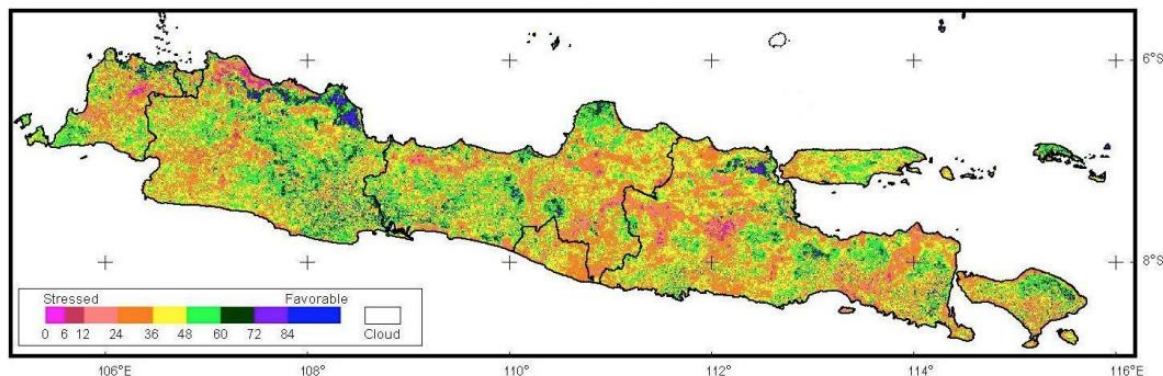 6°S
8°S
Stressed Favorable
0 6 12 24 36 48 60 72 84 Cloud
106°E 108° 110° 112° 114° 116°E